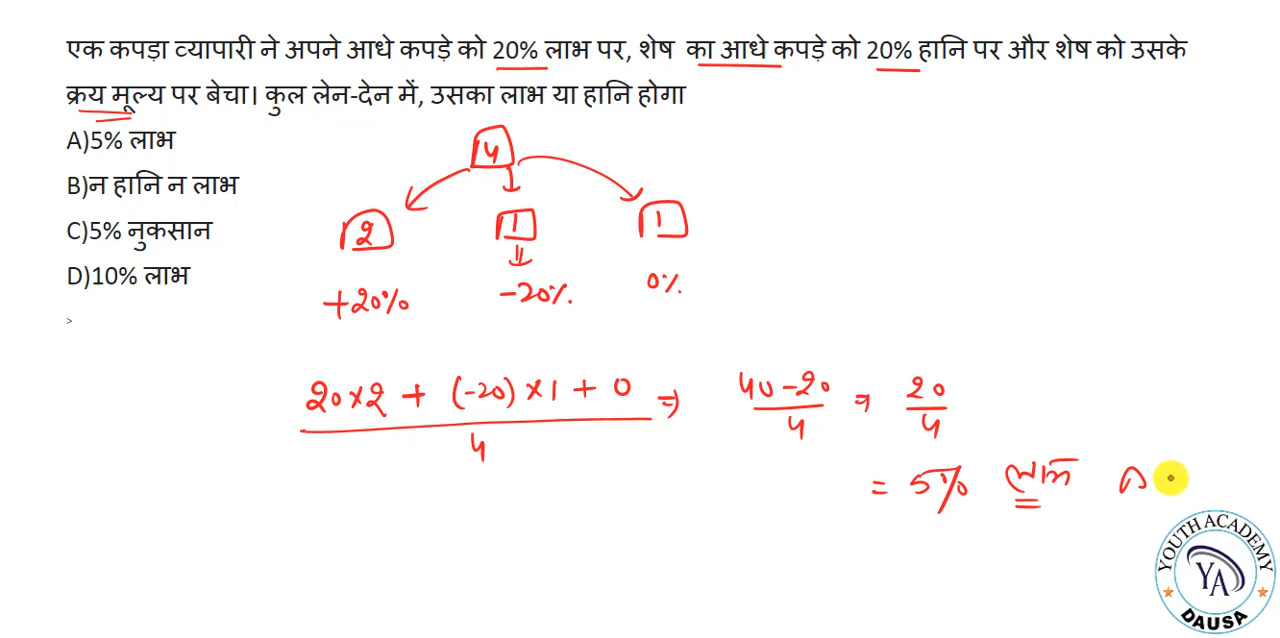 एक कपड़ा व्यापारी ने अपने आधे कपड़े को 20% लाभ पर, शेष का आधे कपड़े को 20% हानि पर और शेष को उसके
क्रय मूल्य पर बेचा। कुल लेन-देन में, उसका लाभ या हानि होगा
A)5% लाभ
B)न हानि न लाभ
C)5% नुकसान
D)10% लाभ
>
4
2 1 1
+20% -20% 0%
20×2 + (-20)×1 + 0 ⇒ 40-20 = 20
4 4 4
= 5% लाभ
YOUTH ACADEMY
YA
DAUSA